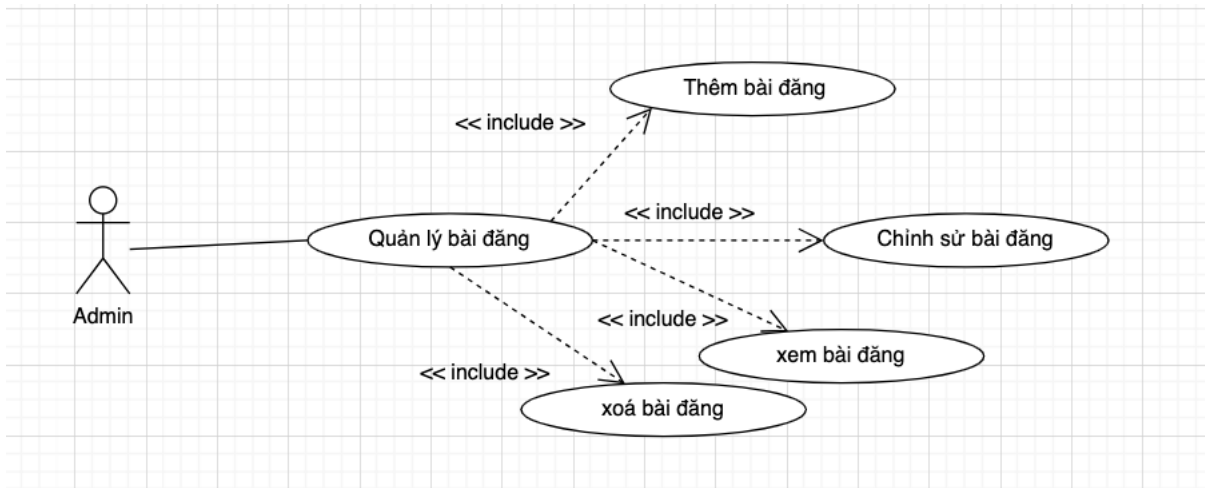 Thêm bài đăng
<< include >>
<< include >>
Quản lý bài đăng
Chỉnh sử bài đăng
Admin
<< include >>
xem bài đăng
<< include >>
xoá bài đăng